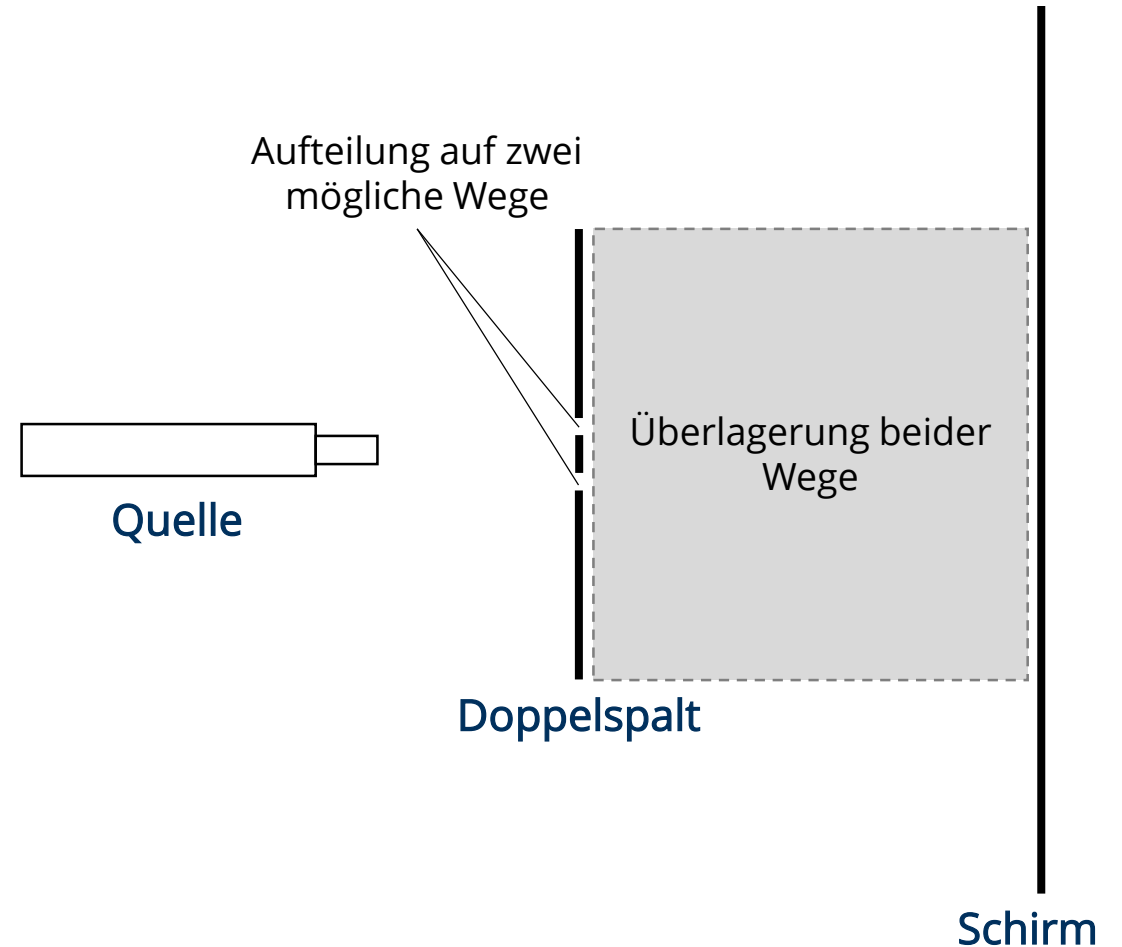 Aufteilung auf zwei
mögliche Wege
Überlagerung beider
Wege
Quelle
Doppelspalt
Schirm